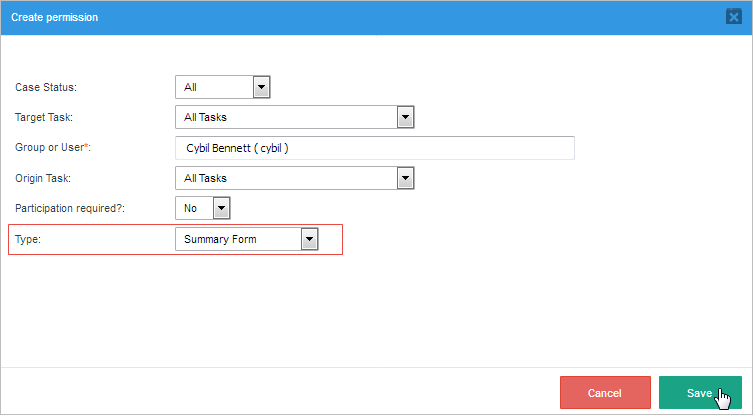 Create permission
Case Status: All
Target Task: All Tasks
Group or User*: Cybil Bennett ( cybil )
Origin Task: All Tasks
Participation required?: No
Type: Summary Form
Cancel Save